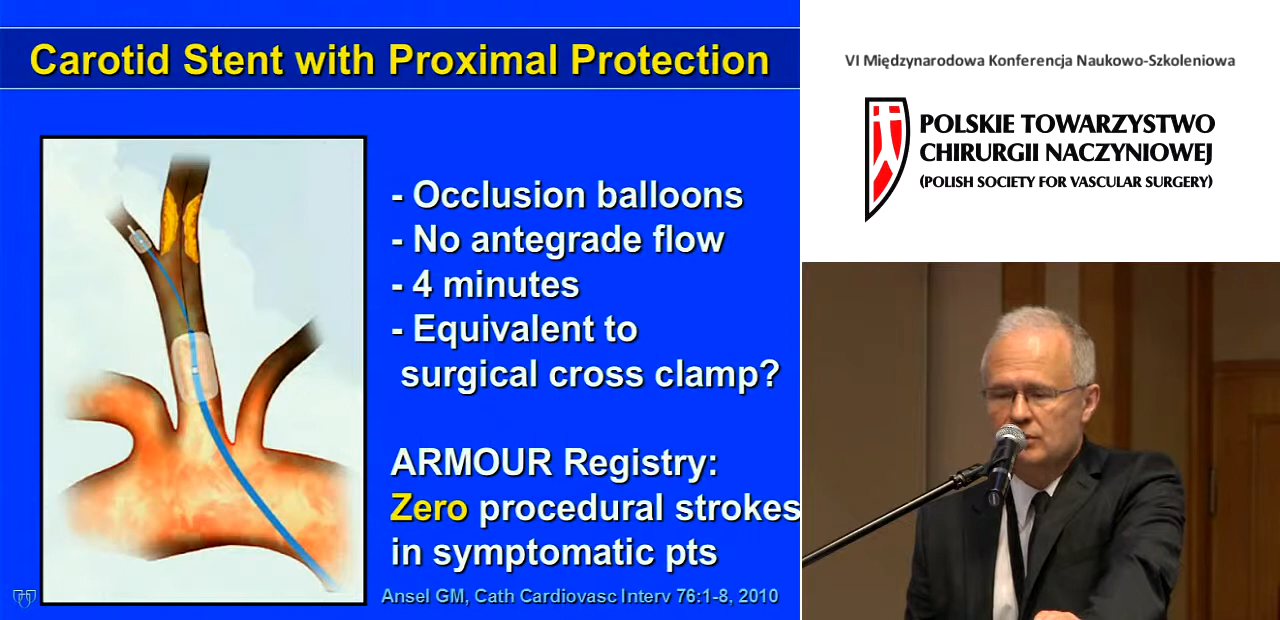 Carotid Stent with Proximal Protection
- Occlusion balloons
- No antegrade flow
- 4 minutes
- Equivalent to
surgical cross clamp?
ARMOUR Registry:
Zero procedural strokes
in symptomatic pts
Ansel GM, Cath Cardiovasc Interv 76:1-8, 2010
VI Międzynarodowa Konferencja Naukowo-Szkoleniowa
POLSKIE TOWARZYSTWO
CHIRURGII NACZYNIOWEJ
(POLISH SOCIETY FOR VASCULAR SURGERY)